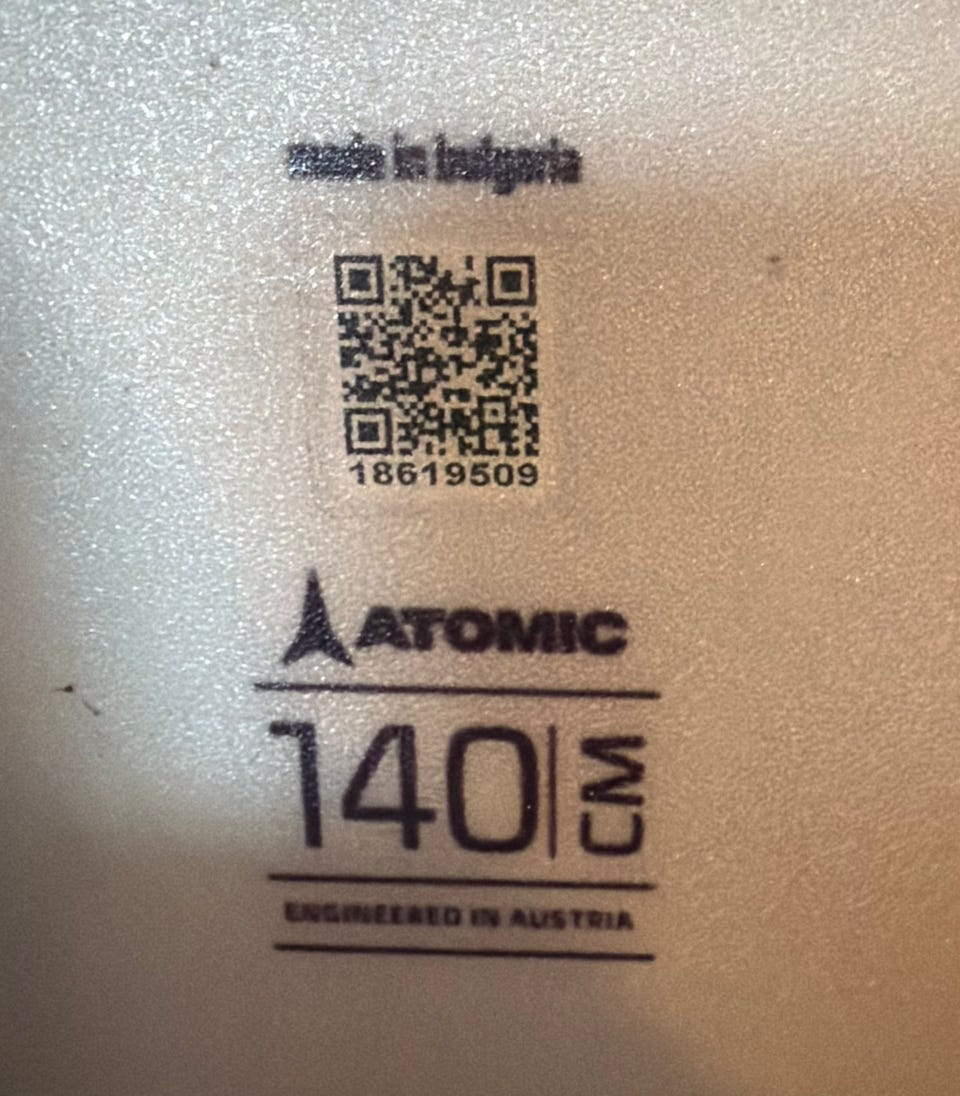 made in bulgaria
18619509
ATOMIC
140 CM
ENGINEERED IN AUSTRIA